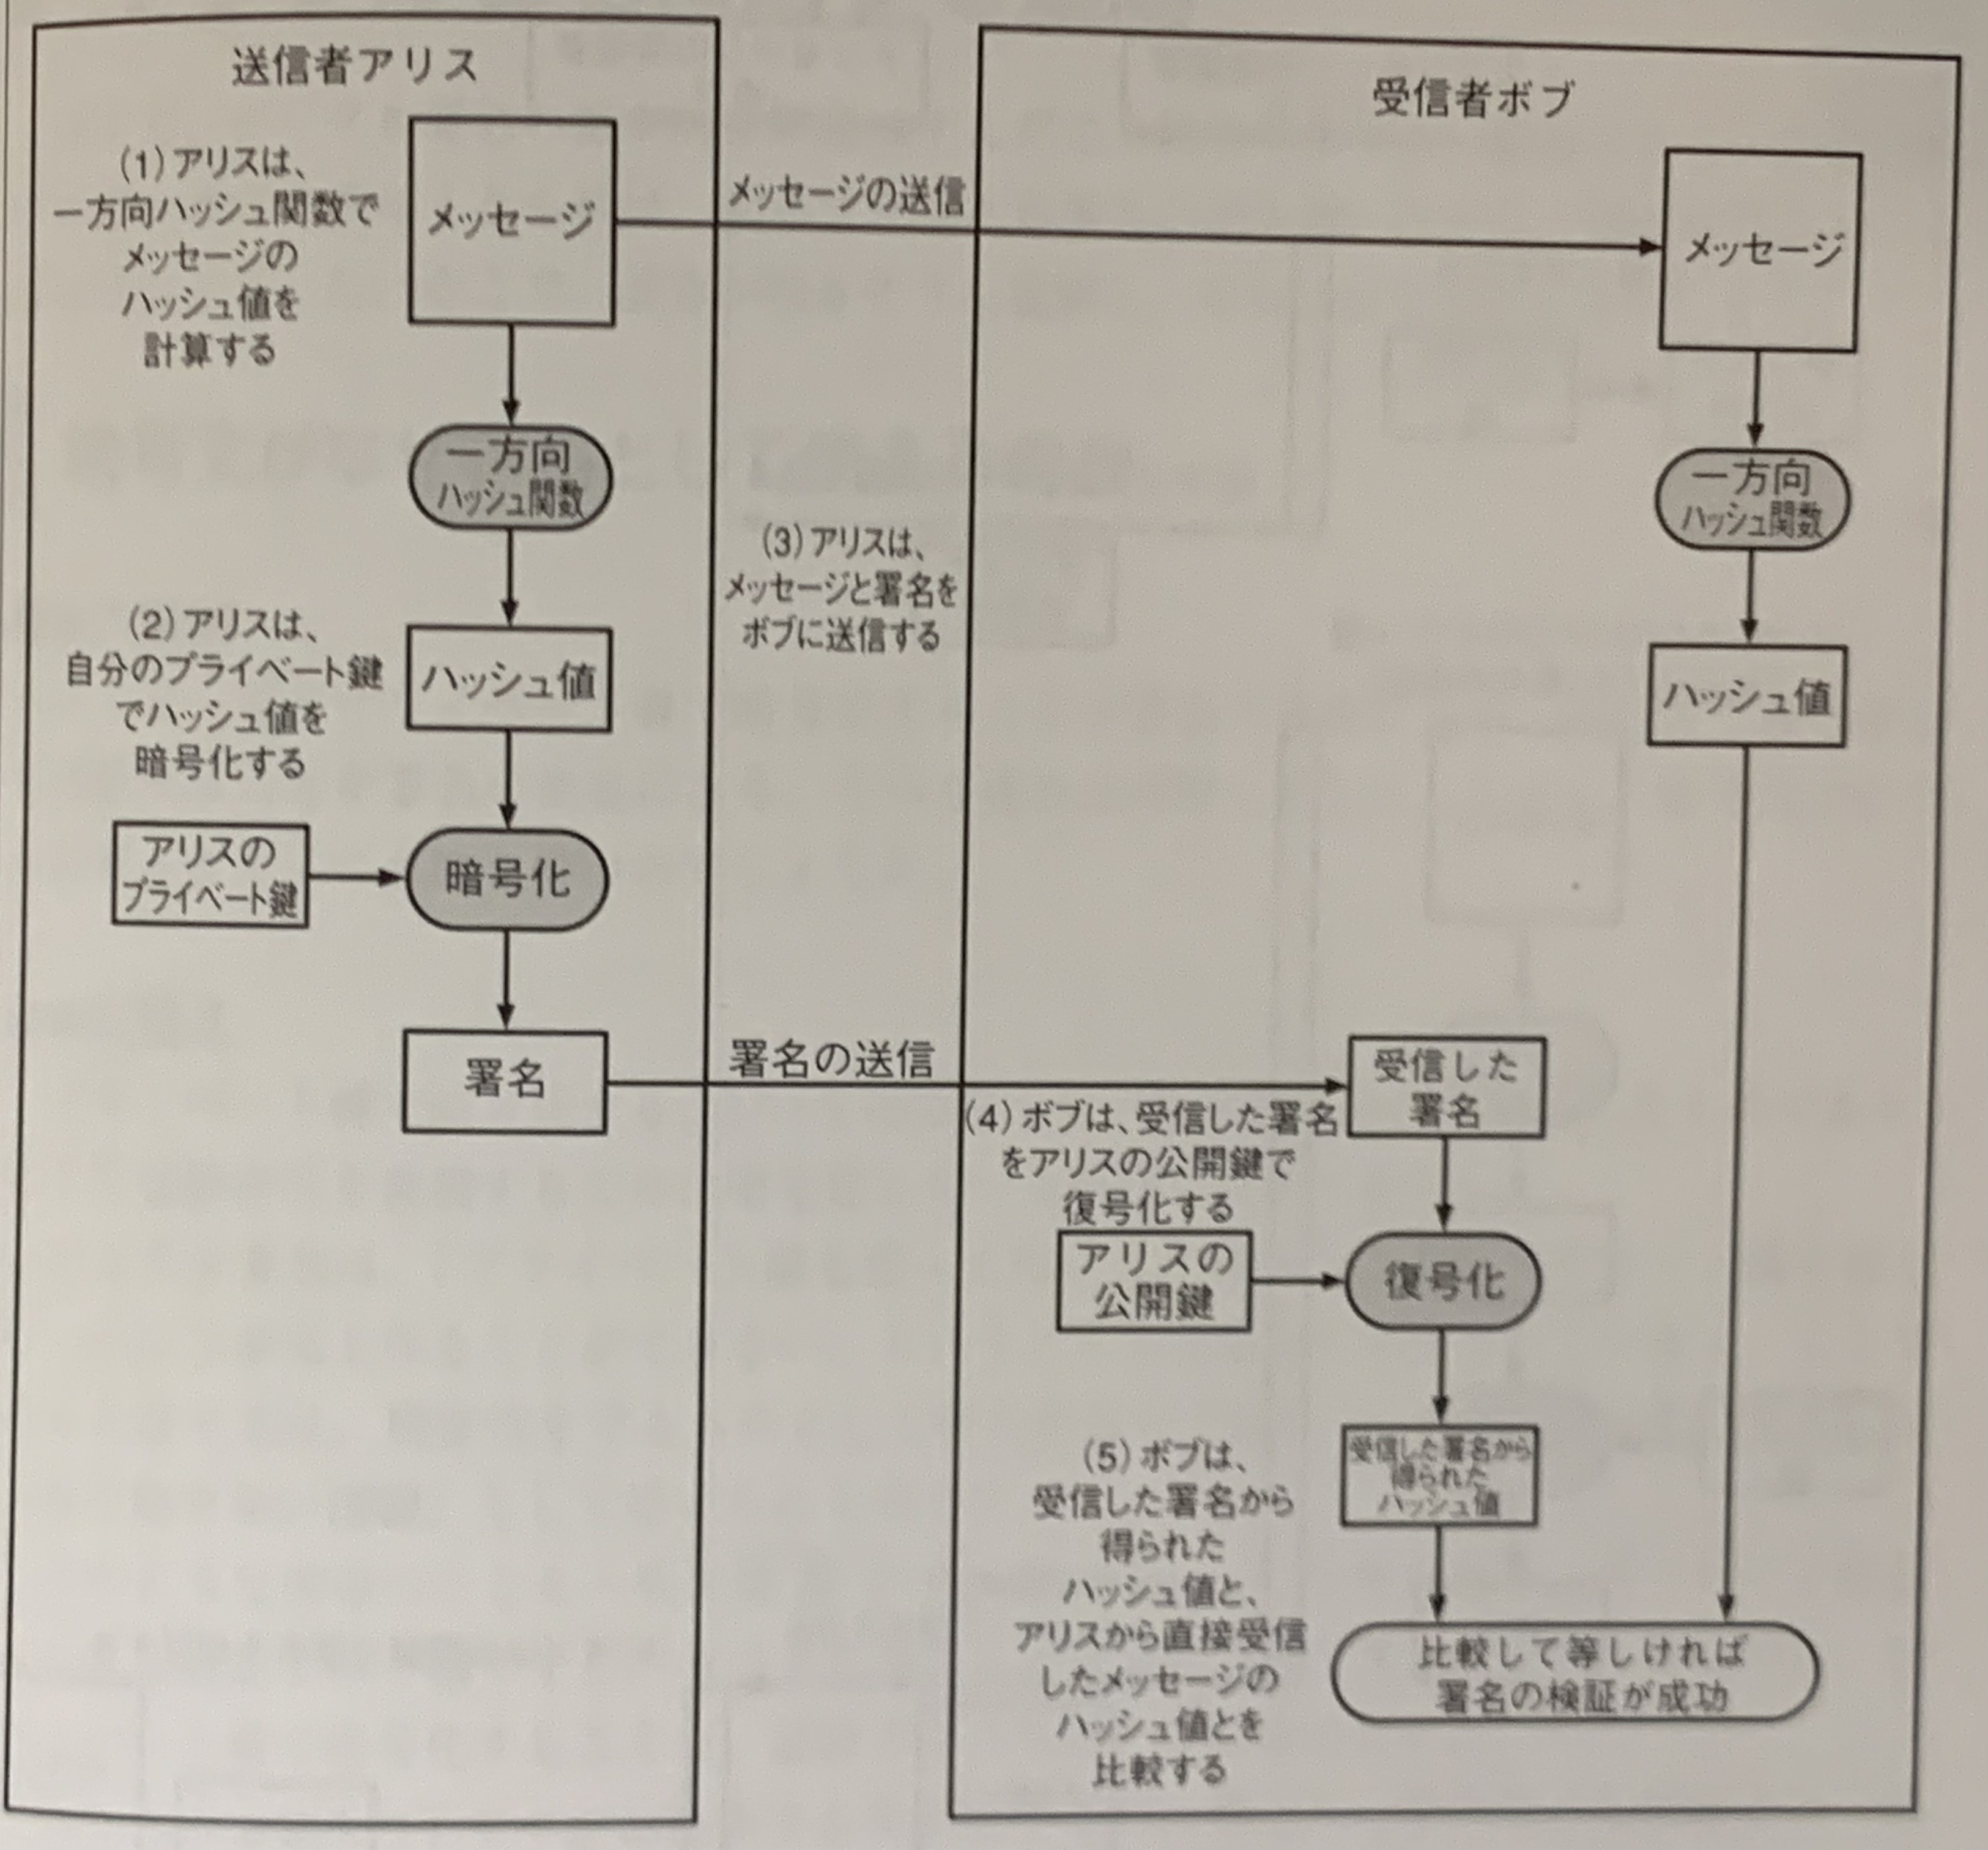 送信者アリス
(1)アリスは、
一方向ハッシュ関数で
メッセージの
ハッシュ値を
計算する
メッセージ
一方向
ハッシュ関数
(2)アリスは、
自分のプライベート鍵
でハッシュ値を
暗号化する
ハッシュ値
アリスの
プライベート鍵
暗号化
署名
メッセージの送信
(3)アリスは、
メッセージと署名を
ボブに送信する
署名の送信
受信者ボブ
メッセージ
一方向
ハッシュ関数
ハッシュ値
受信した
署名
(4)ボブは、受信した署名
をアリスの公開鍵で
復号化する
アリスの
公開鍵
復号化
受信した署名から
得られた
ハッシュ値
(5)ボブは、
受信した署名から
得られた
ハッシュ値と、
アリスから直接受信
したメッセージの
ハッシュ値とを
比較する
比較して等しければ
署名の検証が成功